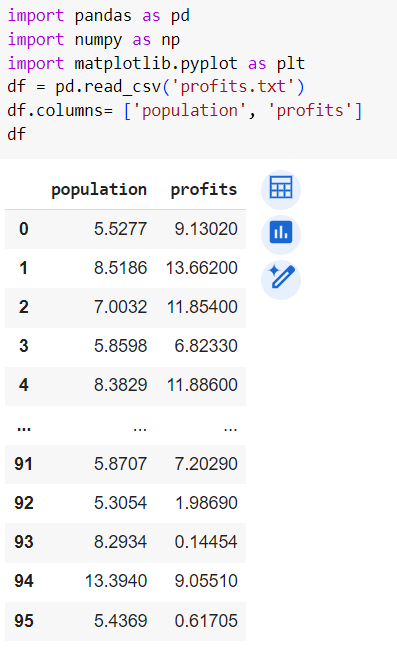 import pandas as pd
import numpy as np
import matplotlib.pyplot as plt
df = pd.read_csv('profits.txt')
df.columns= ['population', 'profits']
df
population profits
0 5.5277 9.13020
1 8.5186 13.66200
2 7.0032 11.85400
3 5.8598 6.82330
4 8.3829 11.88600
... ... ...
91 5.8707 7.20290
92 5.3054 1.98690
93 8.2934 0.14454
94 13.3940 9.05510
95 5.4369 0.61705